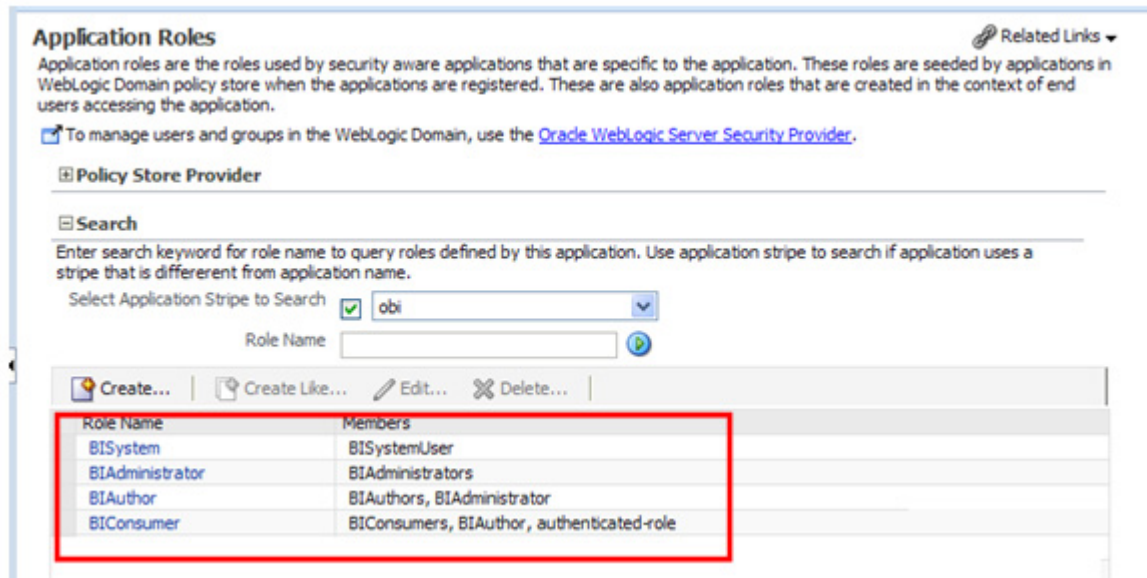 Application Roles
Related Links
Application roles are the roles used by security aware applications that are specific to the application. These roles are seeded by applications in
WebLogic Domain policy store when the applications are registered. These are also application roles that are created in the context of end
users accessing the application.
To manage users and groups in the WebLogic Domain, use the Oracle WebLogic Server Security Provider.
Policy Store Provider
Search
Enter search keyword for role name to query roles defined by this application. Use application stripe to search if application uses a
stripe that is differerent from application name.
Select Application Stripe to Search obi
Role Name
Create... Create Like... Edit... Delete...
Role Name Members
BISystem BISystemUser
BIAdministrator BIAdministrators
BIAuthor BIAuthors, BIAdministrator
BIConsumer BIConsumers, BIAuthor, authenticated-role